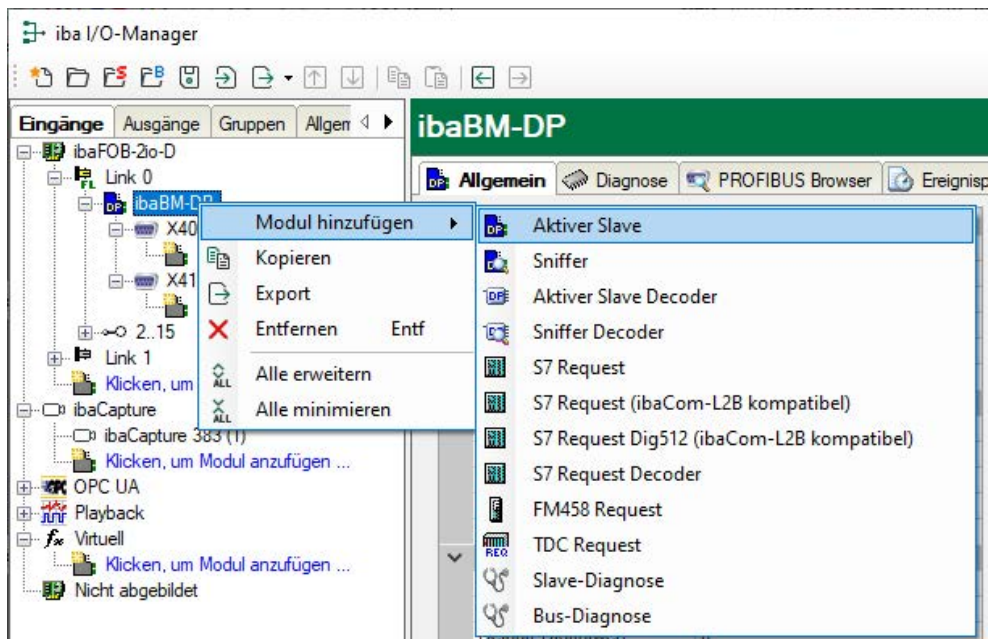 iba I/O-Manager
Eingänge Ausgänge Gruppen
ibaBM-DP
ibaFOB-2io-D
Link 0
ibaBM-DP
X40
X41
2..15
Link 1
Klicken, um
ibaCapture
ibaCapture 383 (1)
Klicken, um Modul anzufügen ...
OPC UA
Playback
Virtuell
Klicken, um Modul anzufügen ...
Nicht abgebildet
Allgemein Diagnose PROFIBUS Browser
Modul hinzufügen
Kopieren
Export
Entfernen Entf
Alle erweitern
Alle minimieren
Aktiver Slave
Sniffer
Aktiver Slave Decoder
Sniffer Decoder
S7 Request
S7 Request (ibaCom-L2B kompatibel)
S7 Request Dig512 (ibaCom-L2B kompatibel)
S7 Request Decoder
FM458 Request
TDC Request
Slave-Diagnose
Bus-Diagnose